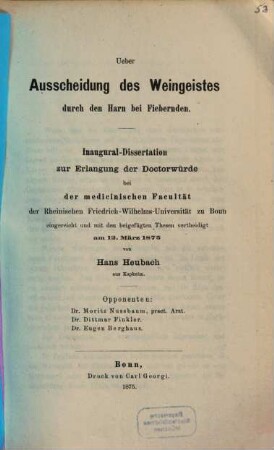 57
Ueber
Ausscheidung des Weingeistes
durch den Harn bei Fiebernden.
Inaugural-Dissertation
zur Erlangung der Doctorwürde
bei
der medicinischen Facultät
der Rheinischen Friedrich-Wilhelms-Universität zu Bonn
eingereicht und mit den beigefügten Thesen vertheidigt
am 12. März 1875
von
Hans Heubach
aus
Opponenten:
Dr. Moritz Nussbaum, pract. Arzt.
Dr. Dittmar Finkler.
Dr. Eugen Borghaus.
Bonn,
Druck von Carl Georgi.
1875.